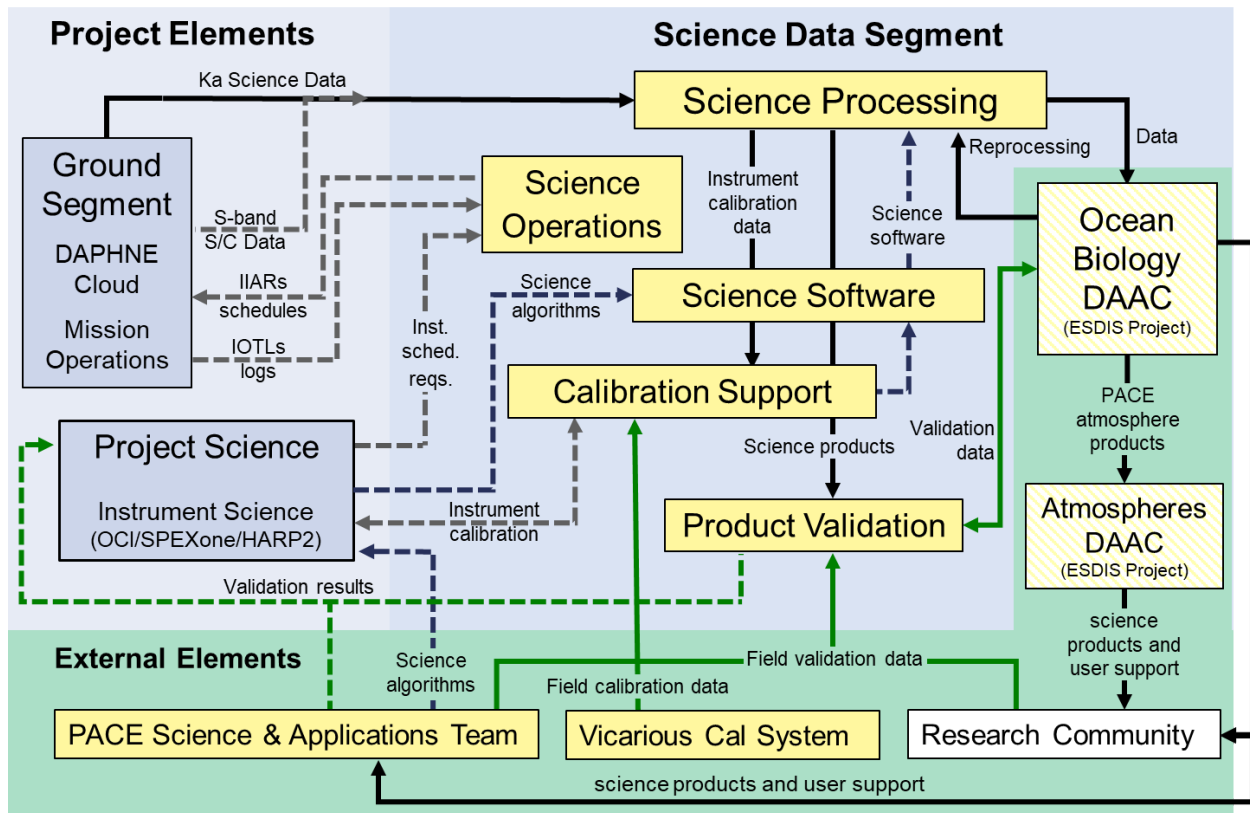 Project Elements
Science Data Segment
Ka Science Data
Science Processing
Ground
Segment
DAPHNE
Cloud
Mission
Operations
S-band
S/C Data
IIARs
schedules
IOTLs
logs
Science
Operations
Inst.
sched.
reqs.
Instrument
calibration
data
Science
software
Reprocessing
Data
Ocean
Biology
DAAC
(ESDIS Project)
Science
algorithms
Science Software
Calibration Support
Project Science
Instrument Science
(OCI/SPEXone/HARP2)
Instrument
calibration
Science products
Validation
data
PACE
atmosphere
products
Product Validation
Atmospheres
DAAC
(ESDIS Project)
Validation results
science
products and
user support
External Elements
Science
algorithms
Field calibration data
Field validation data
PACE Science & Applications Team
Vicarious Cal System
Research Community
science products and user support